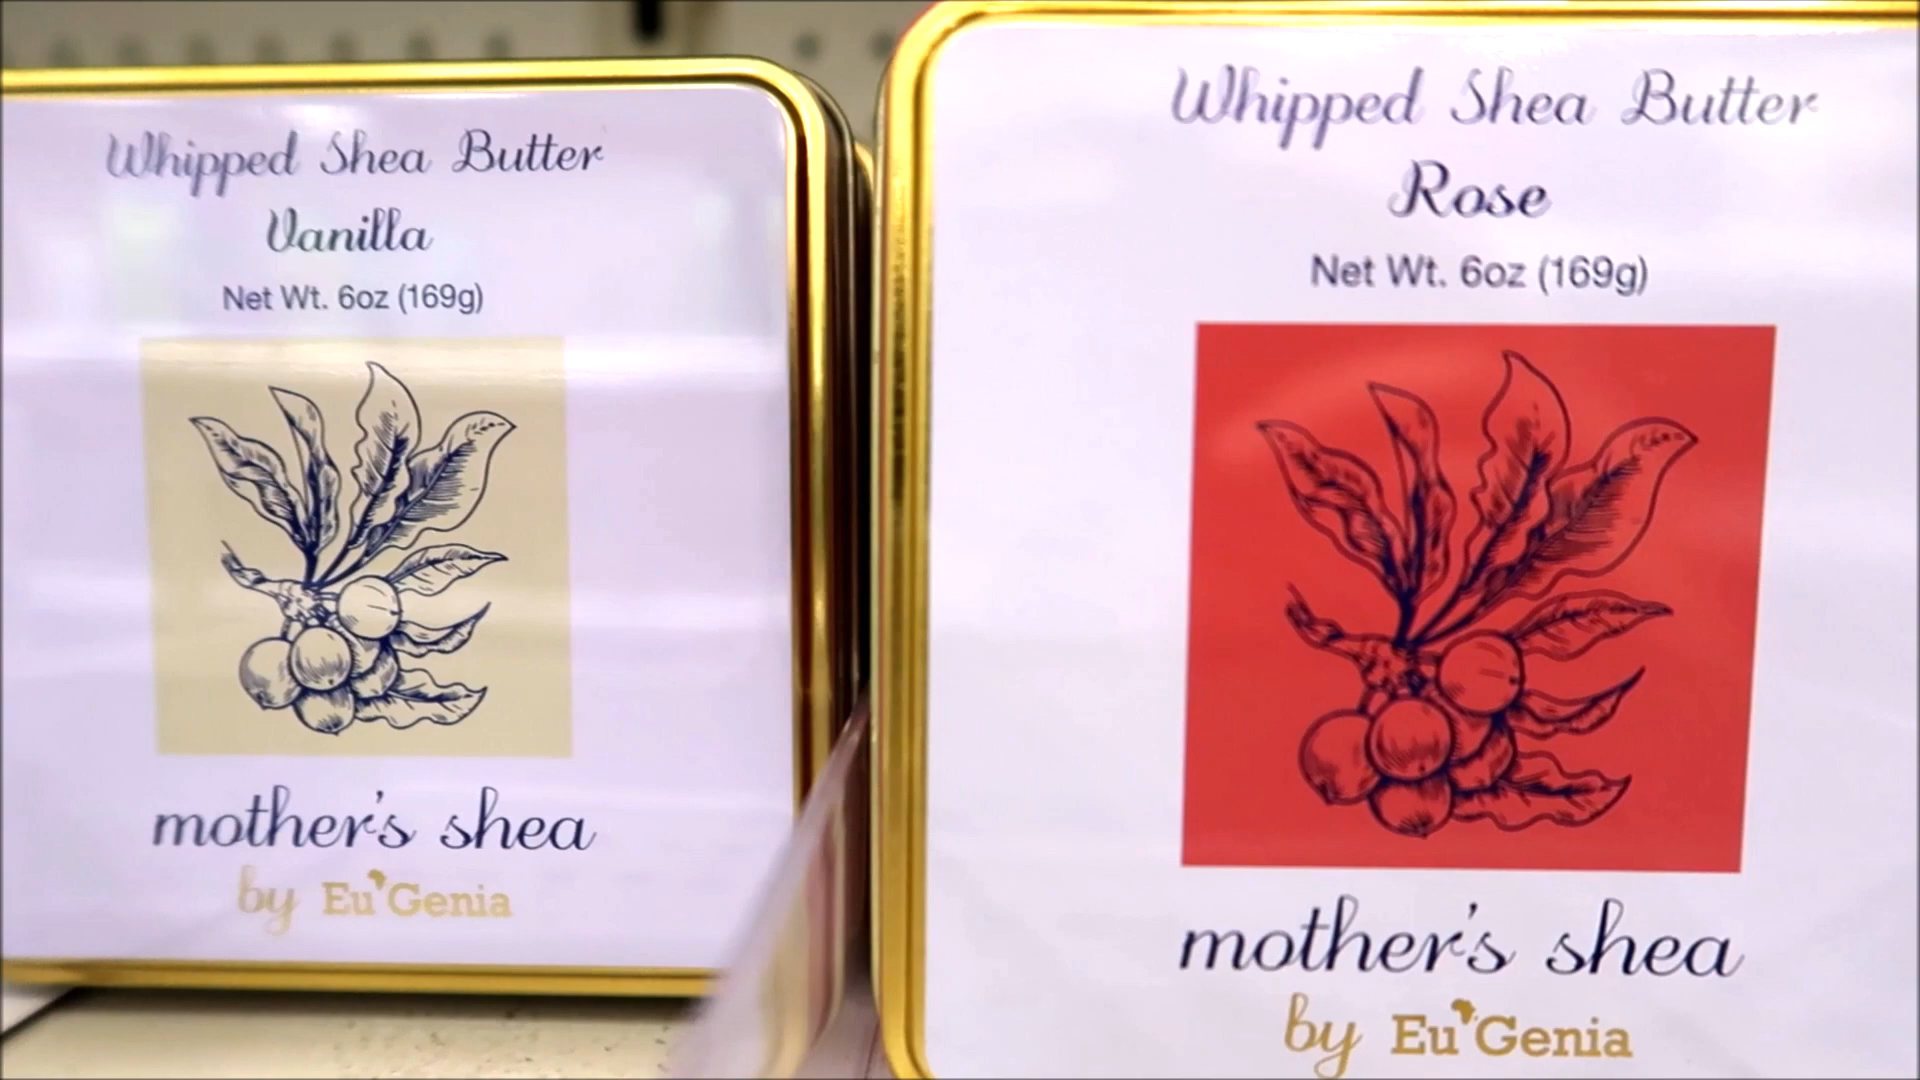 Whipped Shea Butter
Vanilla
Net Wt. 6oz (169g)
mother's shea
by Eu'Genia
Whipped Shea Butter
Rose
Net Wt. 6oz (169g)
mother's shea
by Eu'Genia